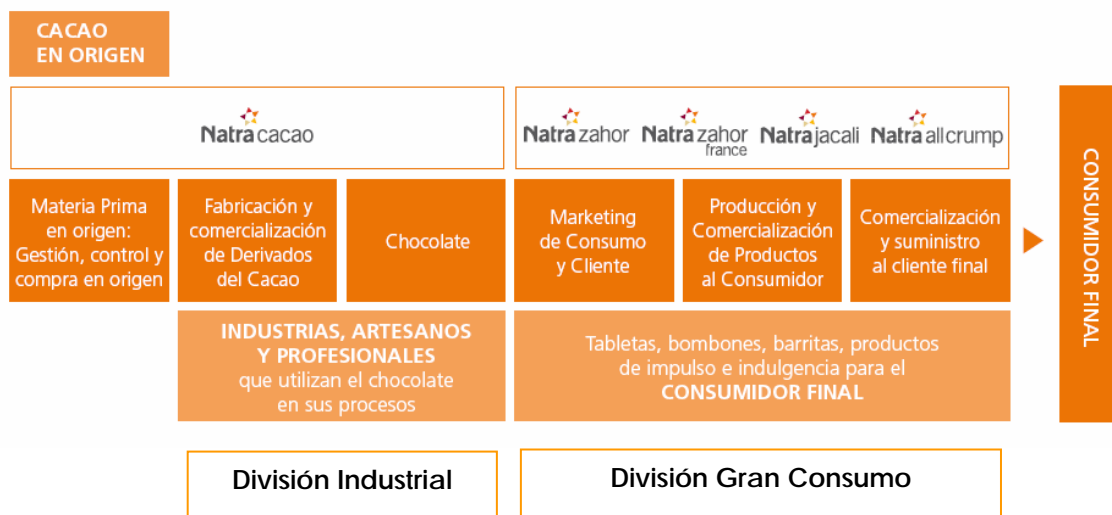 CACAO
EN ORIGEN
Natra cacao
Natra zahor
Natra zahor
france
Natra jacali
Natra allcrump
Materia Prima
en origen:
Gestión, control y
compra en origen
Fabricación y
comercialización
de Derivados
del Cacao
Chocolate
Marketing
de Consumo
y Cliente
Producción y
Comercialización
de Productos
al Consumidor
Comercialización
y suministro
al cliente final
CONSUMIDOR FINAL
INDUSTRIAS, ARTESANOS
Y PROFESIONALES
que utilizan el chocolate
en sus procesos
Tabletas, bombones, barritas, productos
de impulso e indulgencia para el
CONSUMIDOR FINAL
División Industrial
División Gran Consumo